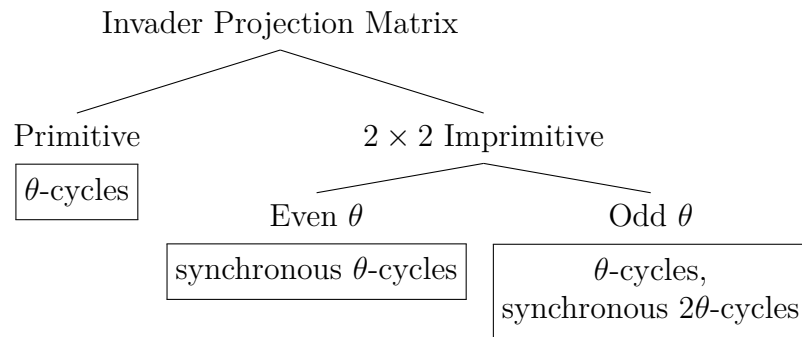 Invader Projection Matrix
Primitive
2 × 2 Imprimitive
θ-cycles
Even θ
Odd θ
synchronous θ-cycles
θ-cycles,
synchronous 2θ-cycles